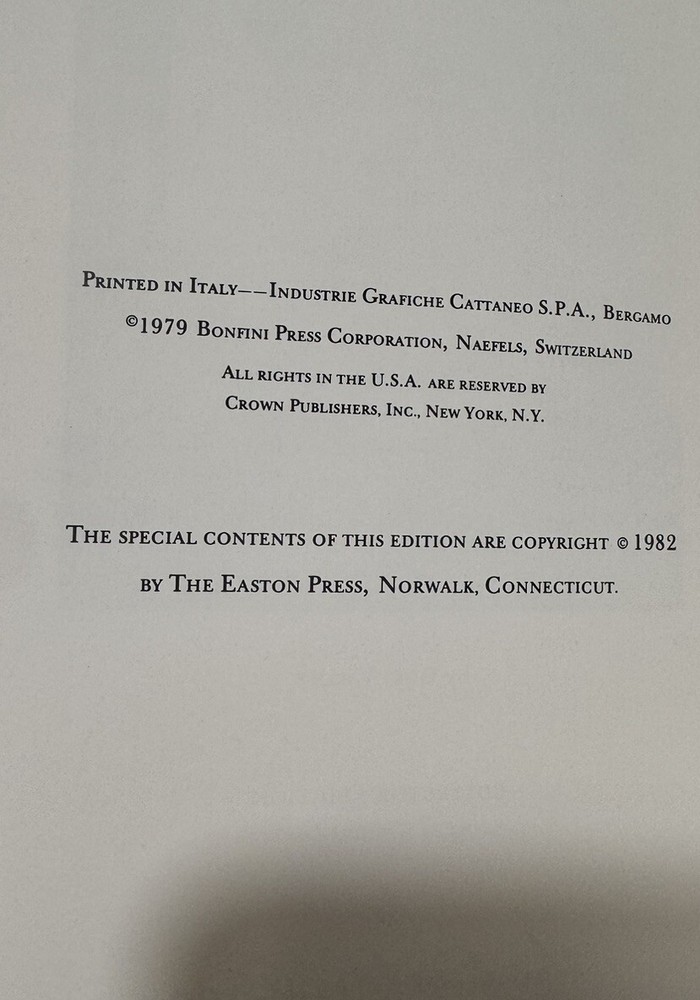 Printed in Italy——Industrie Grafiche Cattaneo S.P.A., Bergamo
©1979 Bonfini Press Corporation, Naefels, Switzerland
All rights in the U.S.A. are reserved by
Crown Publishers, Inc., New York, N.Y.
The special contents of this edition are copyright © 1982
by The Easton Press, Norwalk, Connecticut.